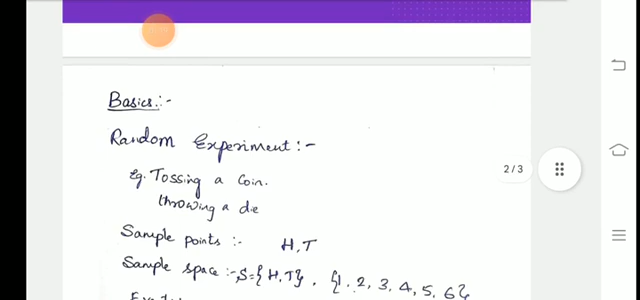 Basics:-
Random Experiment:-
Eg. Tossing a Coin.
throwing a die
Sample points :- H,T
Sample space :- S={H,T}, {1, 2, 3, 4, 5, 6}
2/3